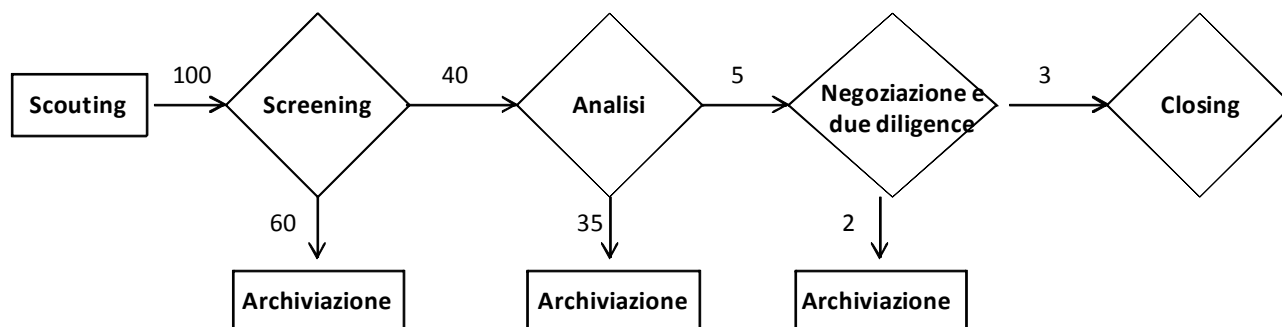 100
40
5
3
Scouting
Screening
Analisi
Negoziazione e
due diligence
Closing
60
35
2
Archiviazione
Archiviazione
Archiviazione